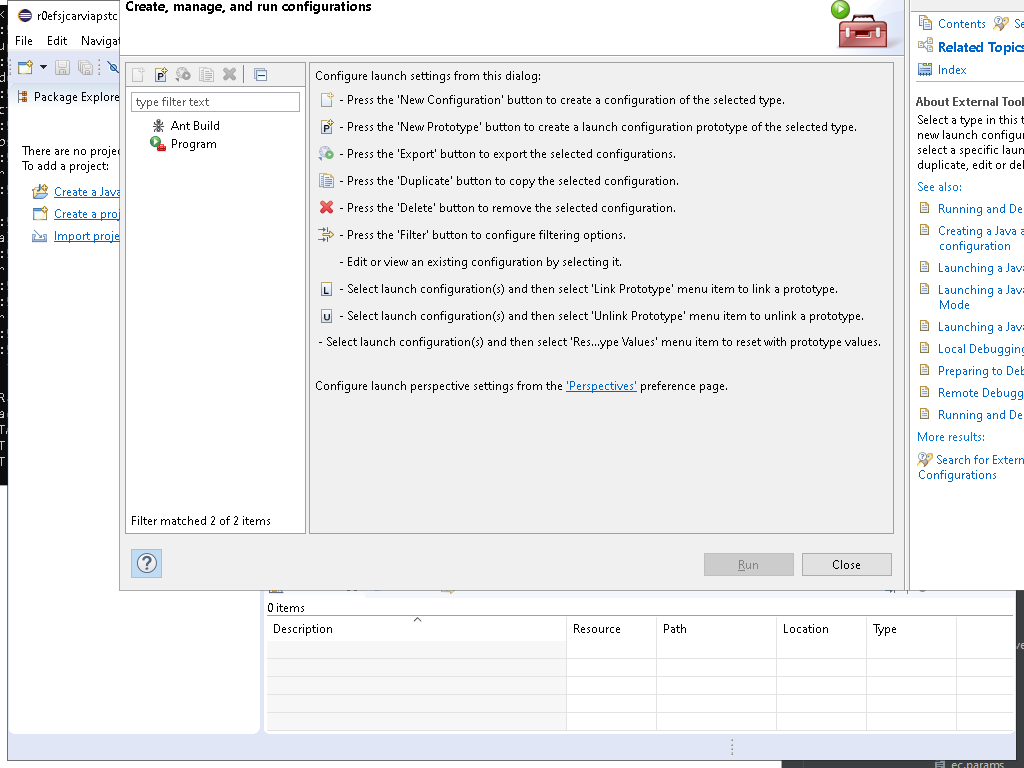 Create, manage, and run configurations
r0efsjcarviapstc
File Edit
Package Explore
There are no
To add a project:
Create a Java
Create a
Import
type filter text
Ant Build
Program
Filter matched 2 of 2 items
Configure launch settings from this dialog:
- Press the 'New Configuration' button to create a configuration of the selected type.
- Press the 'New Prototype' button to create a launch configuration prototype of the selected type.
- Press the 'Export' button to export the selected configurations.
- Press the 'Duplicate' button to copy the selected configuration.
- Press the 'Delete' button to remove the selected configuration.
- Press the 'Filter' button to configure filtering options.
- Edit or view an existing configuration by selecting it.
- Select launch configuration(s) and then select 'Link Prototype' menu item to link a prototype.
- Select launch configuration(s) and then select 'Unlink Prototype' menu item to unlink a prototype.
- Select launch configuration(s) and then select 'Res...ype Values' menu item to reset with prototype values.
Configure launch perspective settings from the 'Perspectives' preference page.
Run Close
Contents Se
Related Topics
Index
About External Tool
Select a type in this t
new launch configur
select a specific laun
duplicate, edit or del
See also:
Running and De
Creating a Java a
configuration
Launching a Java
Launching a Java
Mode
Launching a Java
Local Debugging
Preparing to Deb
Remote Debugg
Running and De
More results:
Search for Extern
Configurations
0 items
Description Resource Path Location Type
ec.params